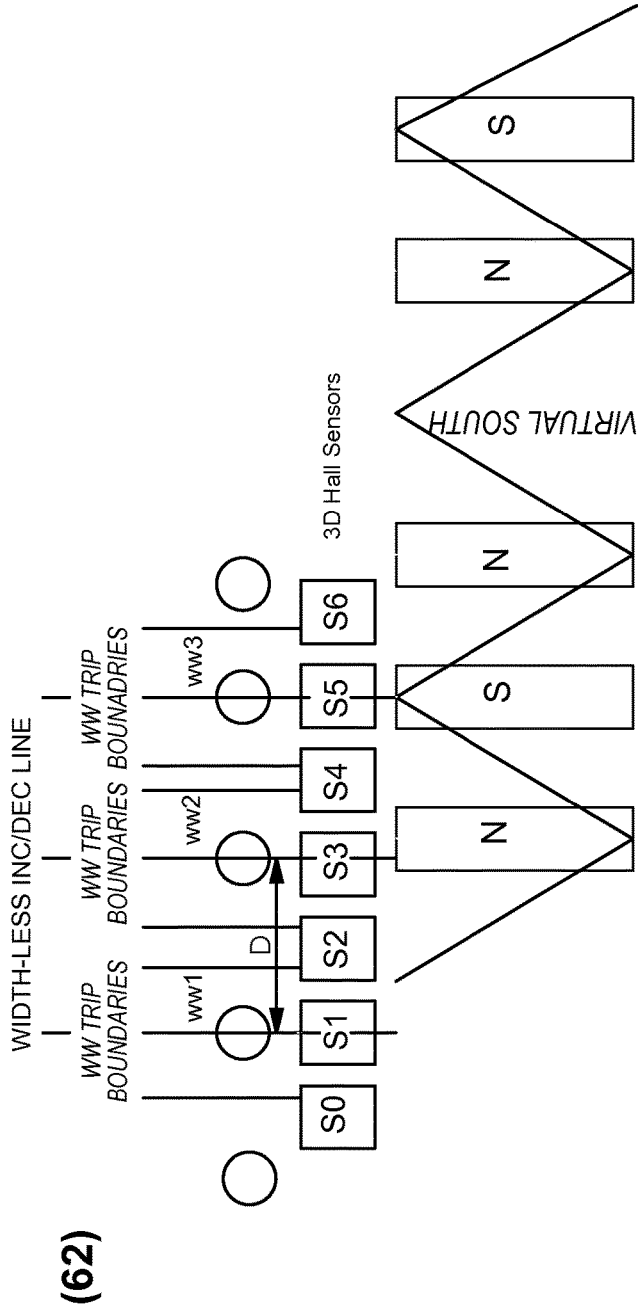 WIDTH-LESS INC/DEC LINE
(62)
WW TRIP
BOUNDARIES
WW TRIP
BOUNDARIES
WW TRIP
BOUNADRIES
ww1
ww2
ww3
D
S0 S1 S2 S3 S4 S5 S6
3D Hall Sensors
N S N VIRTUAL SOUTH N S